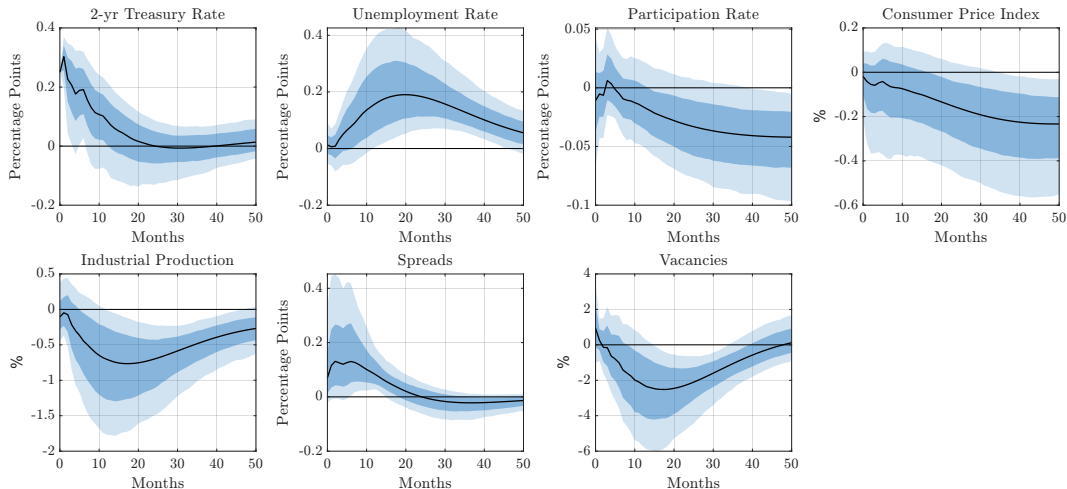 2-yr Treasury Rate
0.4
0.2
0
-0.2
Percentage Points
0 10 20 30 40 50
Months
Unemployment Rate
0.4
0.2
0
-0.2
Percentage Points
0 10 20 30 40 50
Months
Participation Rate
0.05
0
-0.05
-0.1
Percentage Points
0 10 20 30 40 50
Months
Consumer Price Index
0.2
0
-0.2
-0.4
-0.6
%
0 10 20 30 40 50
Months
Industrial Production
0.5
0
-0.5
-1
-1.5
-2
%
0 10 20 30 40 50
Months
Spreads
0.4
0.2
0
-0.2
Percentage Points
0 10 20 30 40 50
Months
Vacancies
4
2
0
-2
-4
-6
%
0 10 20 30 40 50
Months